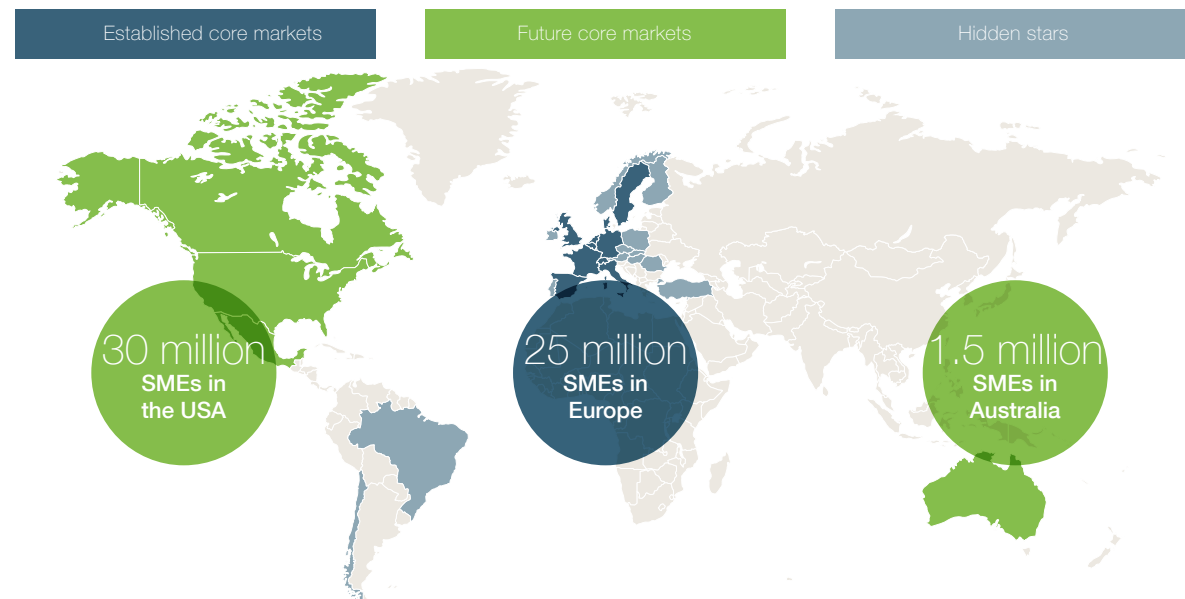 Established core markets
Future core markets
Hidden stars
30 million
SMEs in
the USA
25 million
SMEs in
Europe
1.5 million
SMEs in
Australia